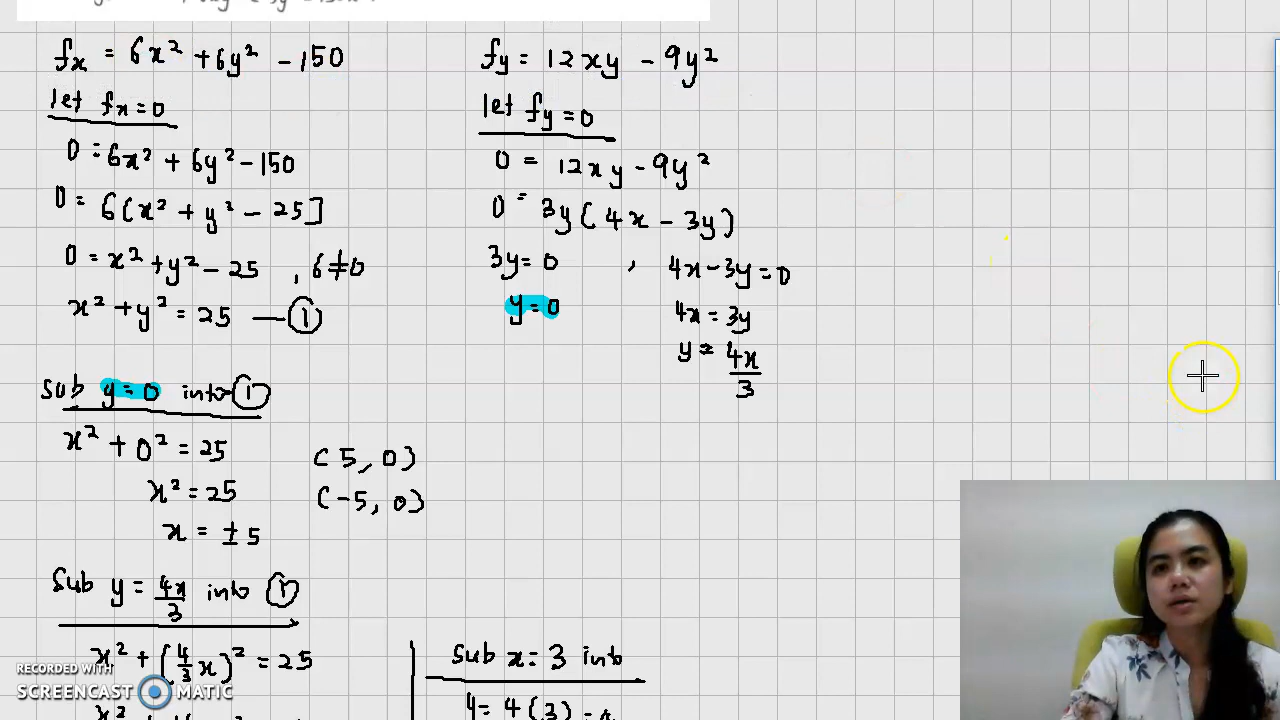 fx = 6x² + 6y² - 150
let fx = 0
0 = 6x² + 6y² - 150
0 = 6[x² + y² - 25]
0 = x² + y² - 25 , 6 ≠ 0
x² + y² = 25 — ①
sub y = 0 into ①
x² + 0² = 25
x² = 25
x = ± 5
(5, 0)
(-5, 0)
Sub y = 4x/3 into ①
x² + (4/3 x)² = 25
x²
fy = 12xy - 9y²
let fy = 0
0 = 12xy - 9y²
0 = 3y(4x - 3y)
3y = 0 , 4x - 3y = 0
y = 0
4x = 3y
y = 4x/3
Sub x = 3 into
y = 4(3)
RECORDED WITH
SCREENCAST MATIC